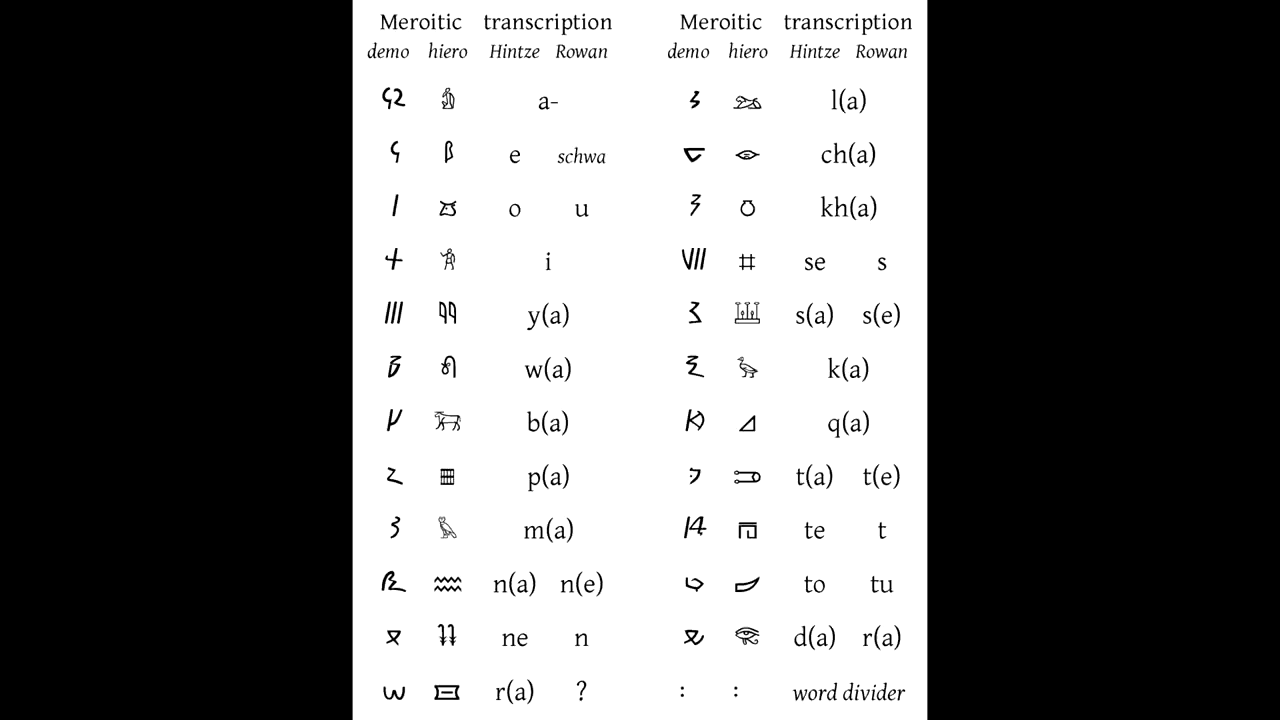 Meroitic transcription
demo hiero Hintze Rowan
𐦠 𐦀 a-
𐦡 𐦁 e schwa
𐦣 𐦃 o u
𐦢 𐦂 i
𐦤 𐦄 y(a)
𐦥 𐦅 w(a)
𐦦 𐦆 b(a)
𐦧 𐦈 p(a)
𐦨 𐦉 m(a)
𐦩 𐦊 n(a) n(e)
𐦪 𐦌 ne n
𐦫 𐦎 r(a) ?
Meroitic transcription
demo hiero Hintze Rowan
𐦬 𐦐 l(a)
𐦭 𐦑 ch(a)
𐦮 𐦒 kh(a)
𐦱 𐦕 se s
𐦯 𐦓 s(a) s(e)
𐦲 𐦖 k(a)
𐦳 𐦗 q(a)
𐦴 𐦘 t(a) t(e)
𐦵 𐦚 te t
𐦶 𐦜 to tu
𐦷 𐦝 d(a) r(a)
: : word divider